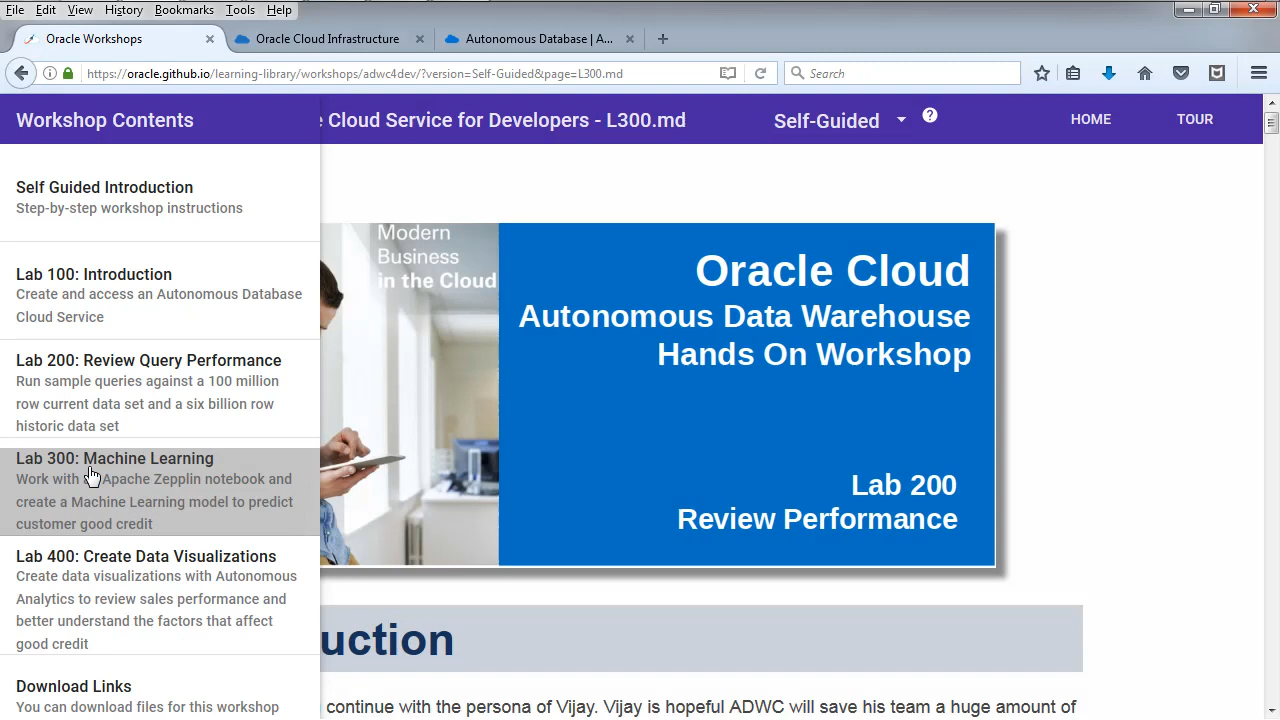 File Edit View History Bookmarks Tools Help
Oracle Workshops
Oracle Cloud Infrastructure
Autonomous Database | A...
https://oracle.github.io/learning-library/workshops/adwc4dev/?version=Self-Guided&page=L300.md
Search
Workshop Contents
Cloud Service for Developers - L300.md
Self-Guided
HOME
TOUR
Self Guided Introduction
Step-by-step workshop instructions
Lab 100: Introduction
Create and access an Autonomous Database
Cloud Service
Lab 200: Review Query Performance
Run sample queries against a 100 million
row current data set and a six billion row
historic data set
Lab 300: Machine Learning
Work with Apache Zepplin notebook and
create a Machine Learning model to predict
customer good credit
Lab 400: Create Data Visualizations
Create data visualizations with Autonomous
Analytics to review sales performance and
better understand the factors that affect
good credit
Download Links
You can download files for this workshop
Modern
Business
in the Cloud
Oracle Cloud
Autonomous Data Warehouse
Hands On Workshop
Lab 200
Review Performance
uction
continue with the persona of Vijay. Vijay is hopeful ADWC will save his team a huge amount of